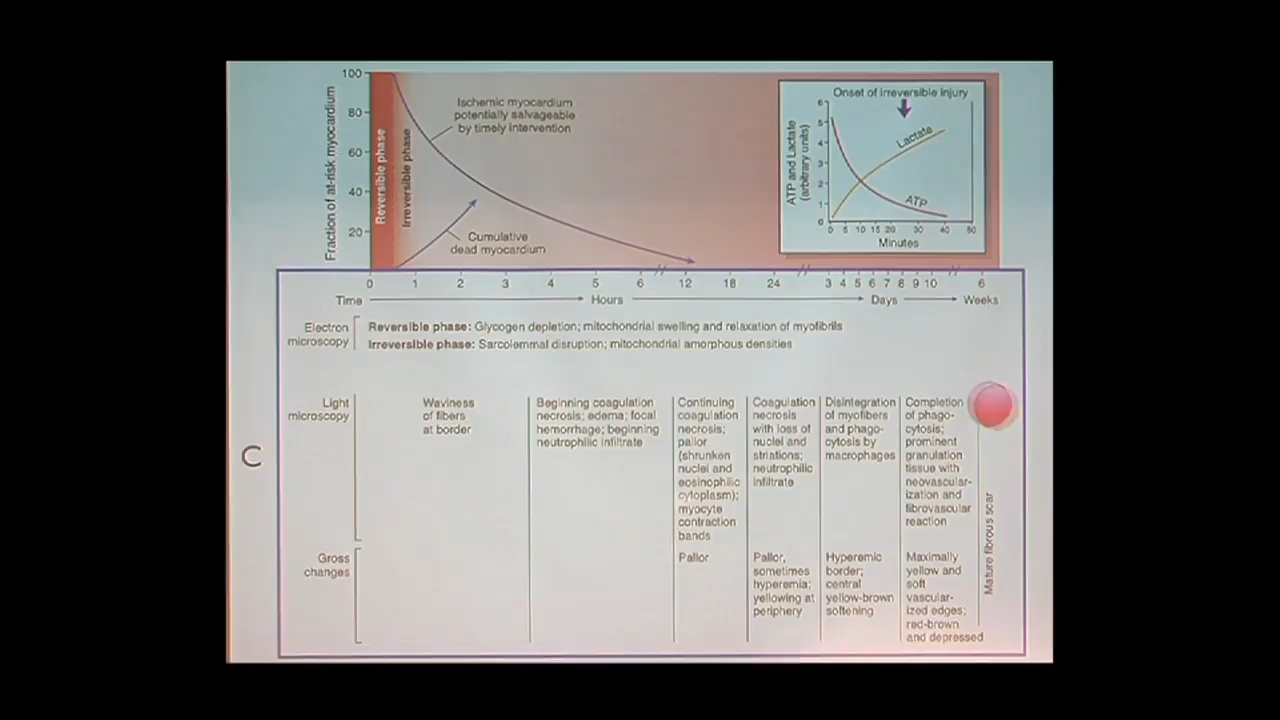 100
80
60
40
20
Fraction of at-risk myocardium
Reversible phase
Irreversible phase
Ischemic myocardium
potentially salvageable
by timely intervention
Cumulative
dead myocardium
Onset of irreversible injury
ATP and Lactate
(arbitrary units)
6
5
4
3
2
1
0
Lactate
ATP
0 5 10 15 20 30 40 50
Minutes
0 1 2 3 4 5 6 12 18 24 3 4 5 6 7 8 9 10 6
Time Hours Days Weeks
Electron
microscopy
Reversible phase: Glycogen depletion; mitochondrial swelling and relaxation of myofibrils
Irreversible phase: Sarcolemmal disruption; mitochondrial amorphous densities
Light
microscopy
Waviness
of fibers
at border
Beginning coagulation
necrosis; edema; focal
hemorrhage; beginning
neutrophilic infiltrate
Continuing
coagulation
necrosis;
pallor
(shrunken
nuclei and
eosinophilic
cytoplasm);
myocyte
contraction
bands
Coagulation
necrosis
with loss of
nuclei and
striations;
neutrophilic
infiltrate
Disintegration
of myofibers
and phago-
cytosis by
macrophages
Completion
of phago-
cytosis;
prominent
granulation
tissue with
neovascular-
ization and
fibrovascular
reaction
C
Gross
changes
Pallor
Pallor,
sometimes
hyperemia;
yellowing at
periphery
Hyperemic
border;
central
yellow-brown
softening
Maximally
yellow and
soft
vascular-
ized edges;
red-brown
and depressed
Mature fibrous scar